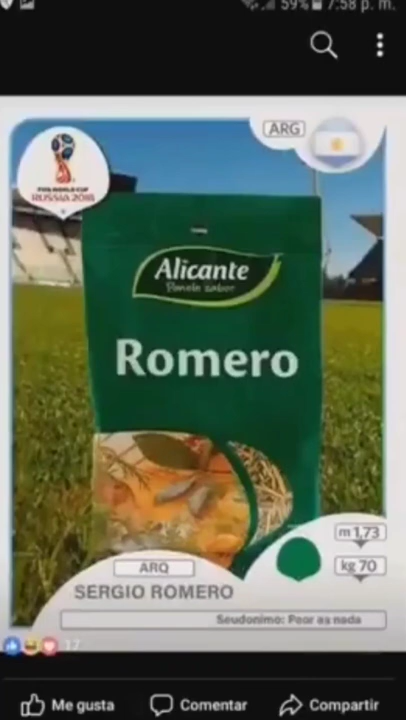 59% 7:58 p. m.
ARG
FIFA WORLD CUP
RUSSIA 2018
Alicante
Ponele sabor
Romero
m 1,73
kg 70
ARQ
SERGIO ROMERO
Seudonimo: Peor es nada
17
Me gusta
Comentar
Compartir